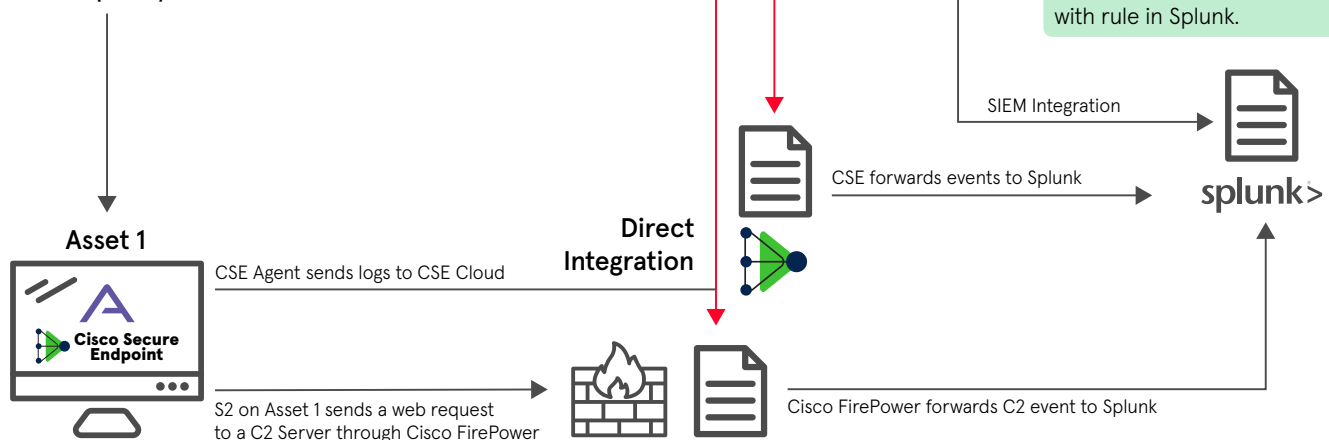 with rule in Splunk.
SIEM Integration
CSE forwards events to Splunk
splunk>
Direct
Integration
Asset 1
CSE Agent sends logs to CSE Cloud
Cisco Secure
Endpoint
S2 on Asset 1 sends a web request
to a C2 Server through Cisco FirePower
Cisco FirePower forwards C2 event to Splunk